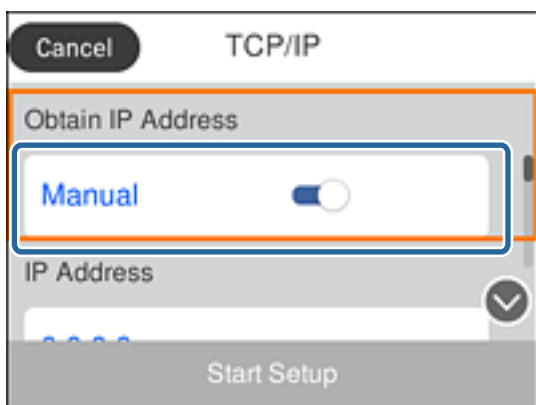 Cancel
TCP/IP
Obtain IP Address
Manual
IP Address
Start Setup